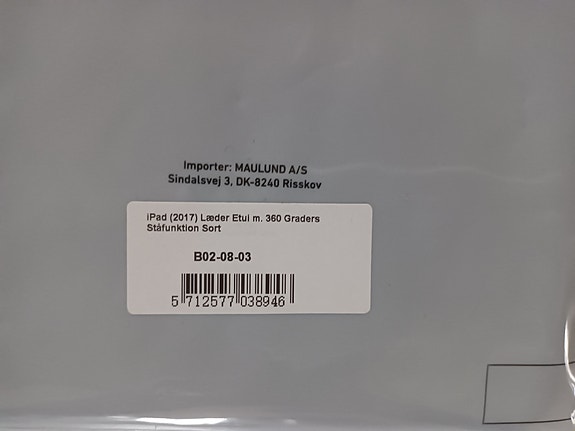 Importer: MAULUND A/S
Sindalsvej 3, DK-8240 Risskov
iPad (2017) Læder Etui m. 360 Graders
Ståfunktion Sort
B02-08-03
5 712577 038946